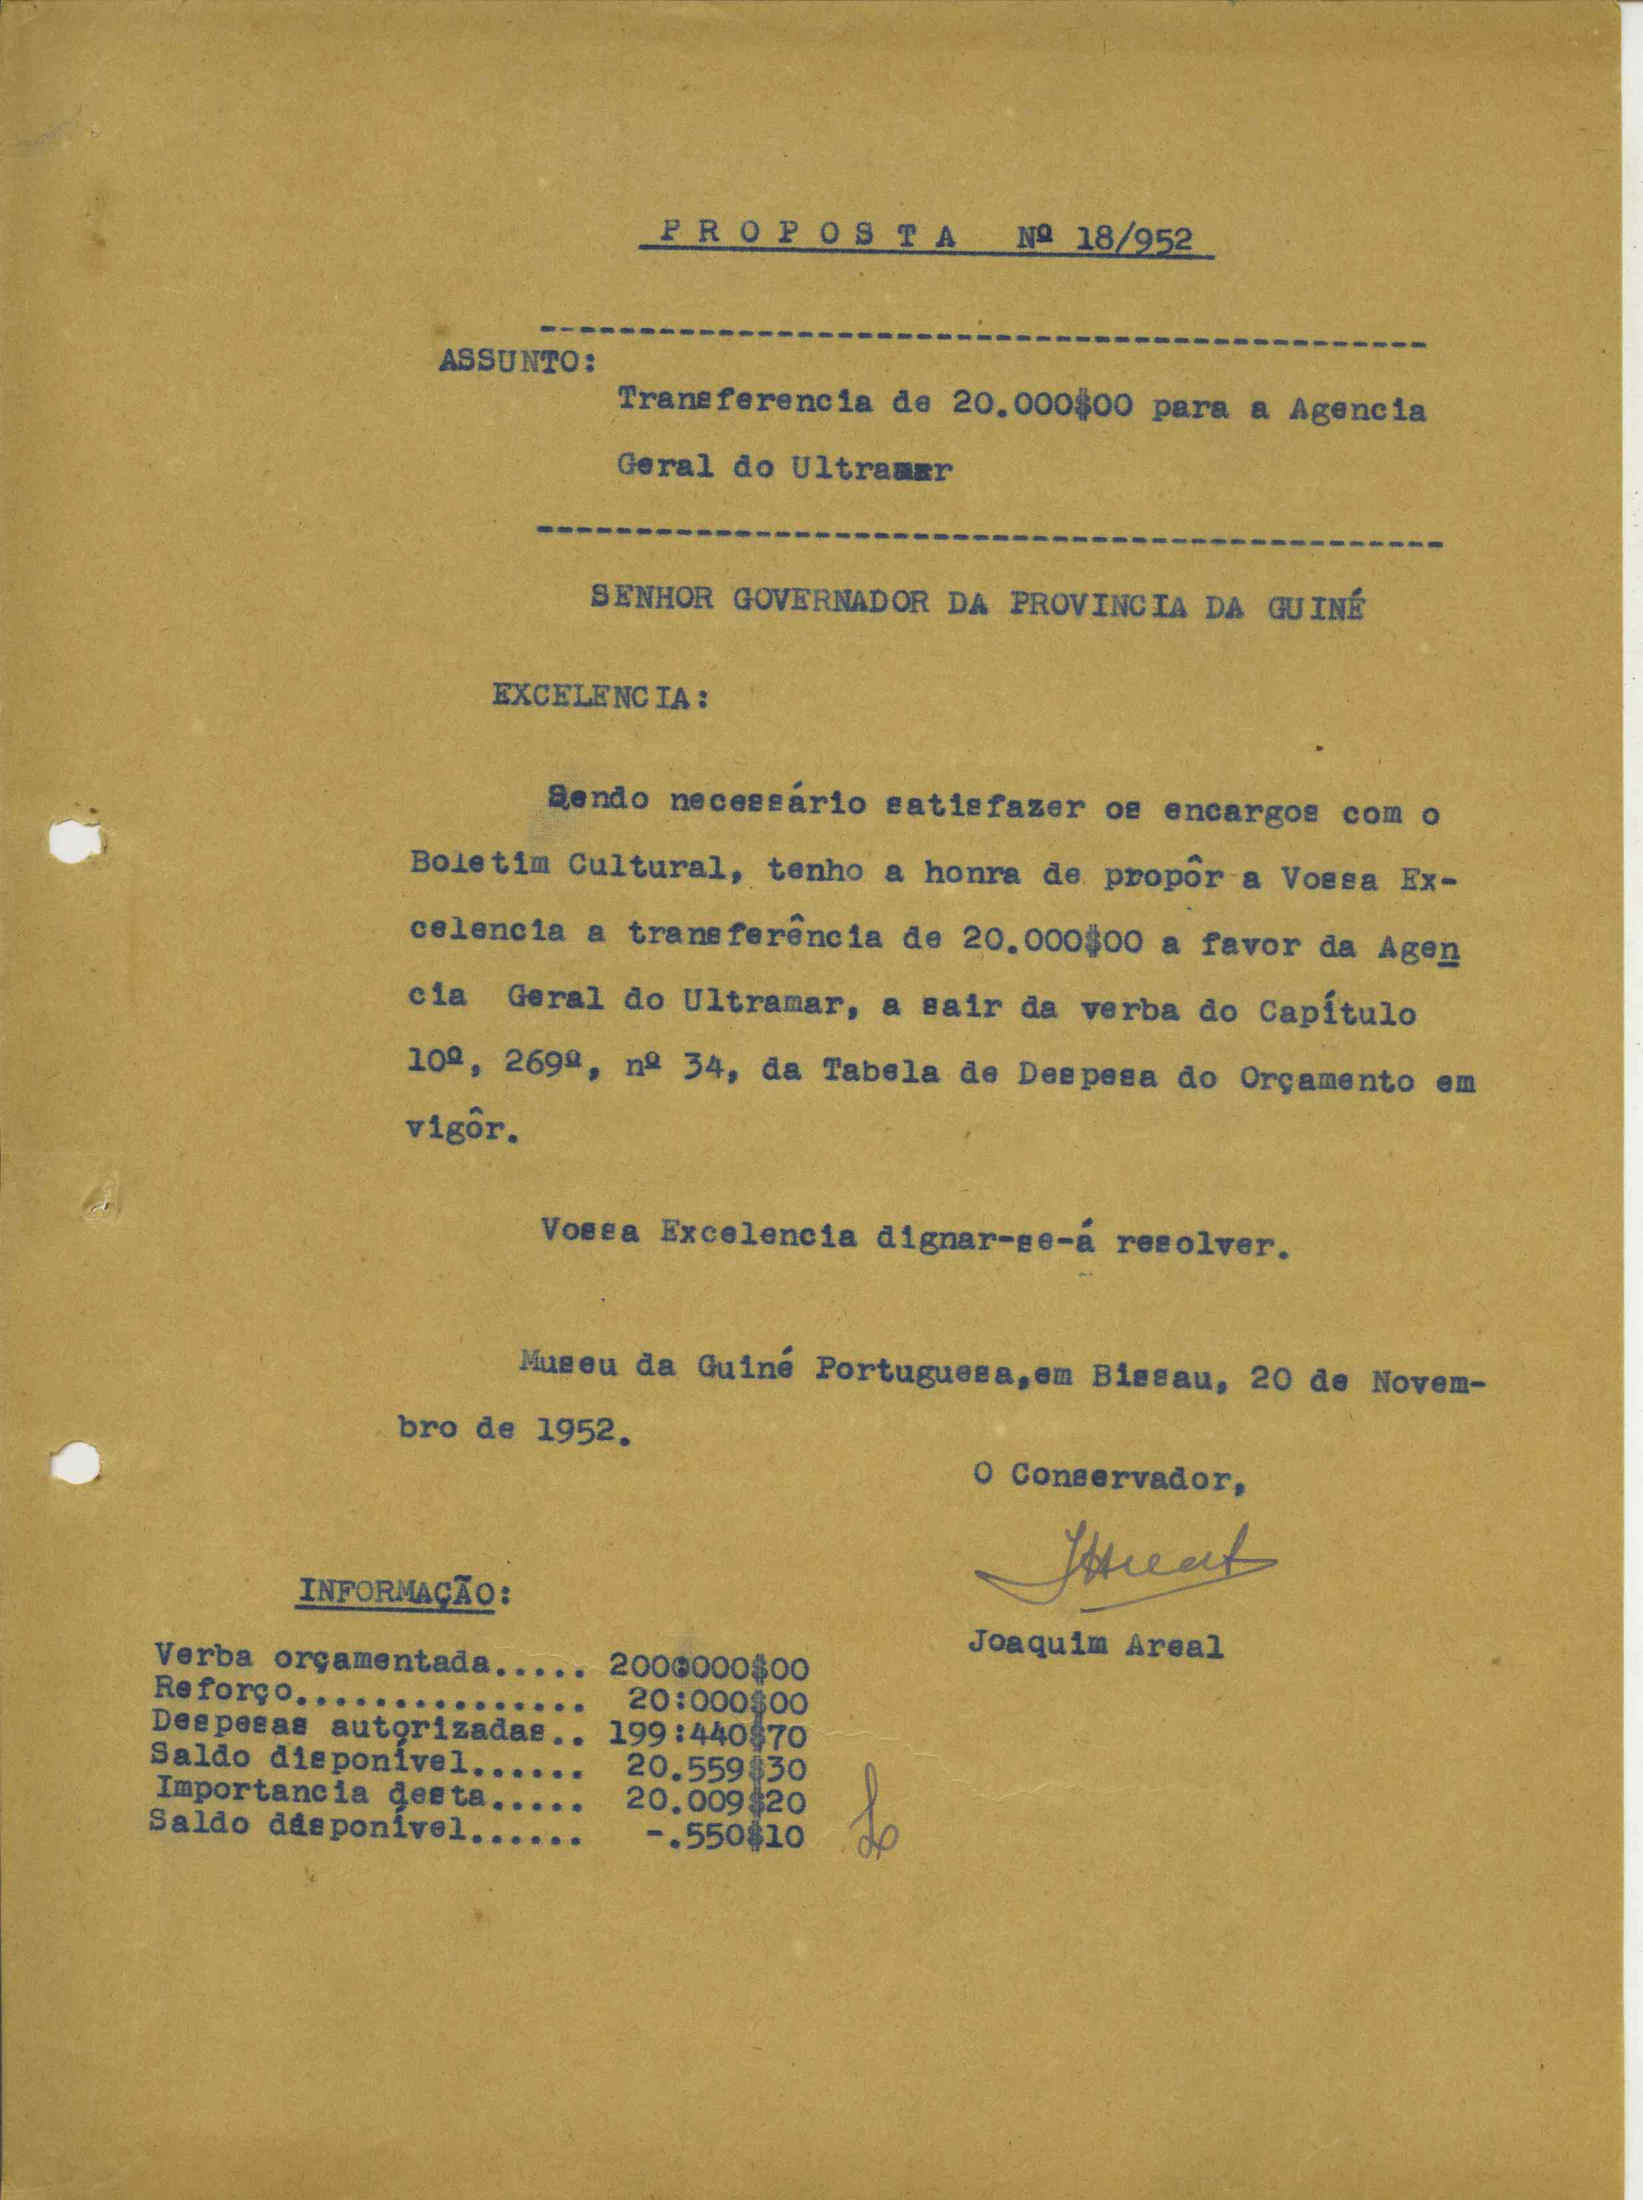 PROPOSTA Nº 18/952
ASSUNTO:
Transferencia de 20.000$00 para a Agencia
Geral do Ultramar
SENHOR GOVERNADOR DA PROVINCIA DA GUINÉ
EXCELENCIA:
Sendo necessário satisfazer os encargos com o
Boletim Cultural, tenho a honra de propôr a Vossa Ex-
celencia a transferência de 20.000$00 a favor da Agen
cia Geral do Ultramar, a sair da verba do Capítulo
10º, 269º, nº 34, da Tabela de Despesa do Orçamento em
vigôr.
Vossa Excelencia dignar-se-á resolver.
Museu da Guiné Portuguesa,em Bissau, 20 de Novem-
bro de 1952.
O Conservador,
JAreal
Joaquim Areal
INFORMAÇÃO:
Verba orçamentada..... 200.000$00
Reforço............... 20:000$00
Despesas autorizadas.. 199:440$70
Saldo disponível...... 20.559$30
Importancia desta..... 20.009$20
Saldo disponível...... -.550$10